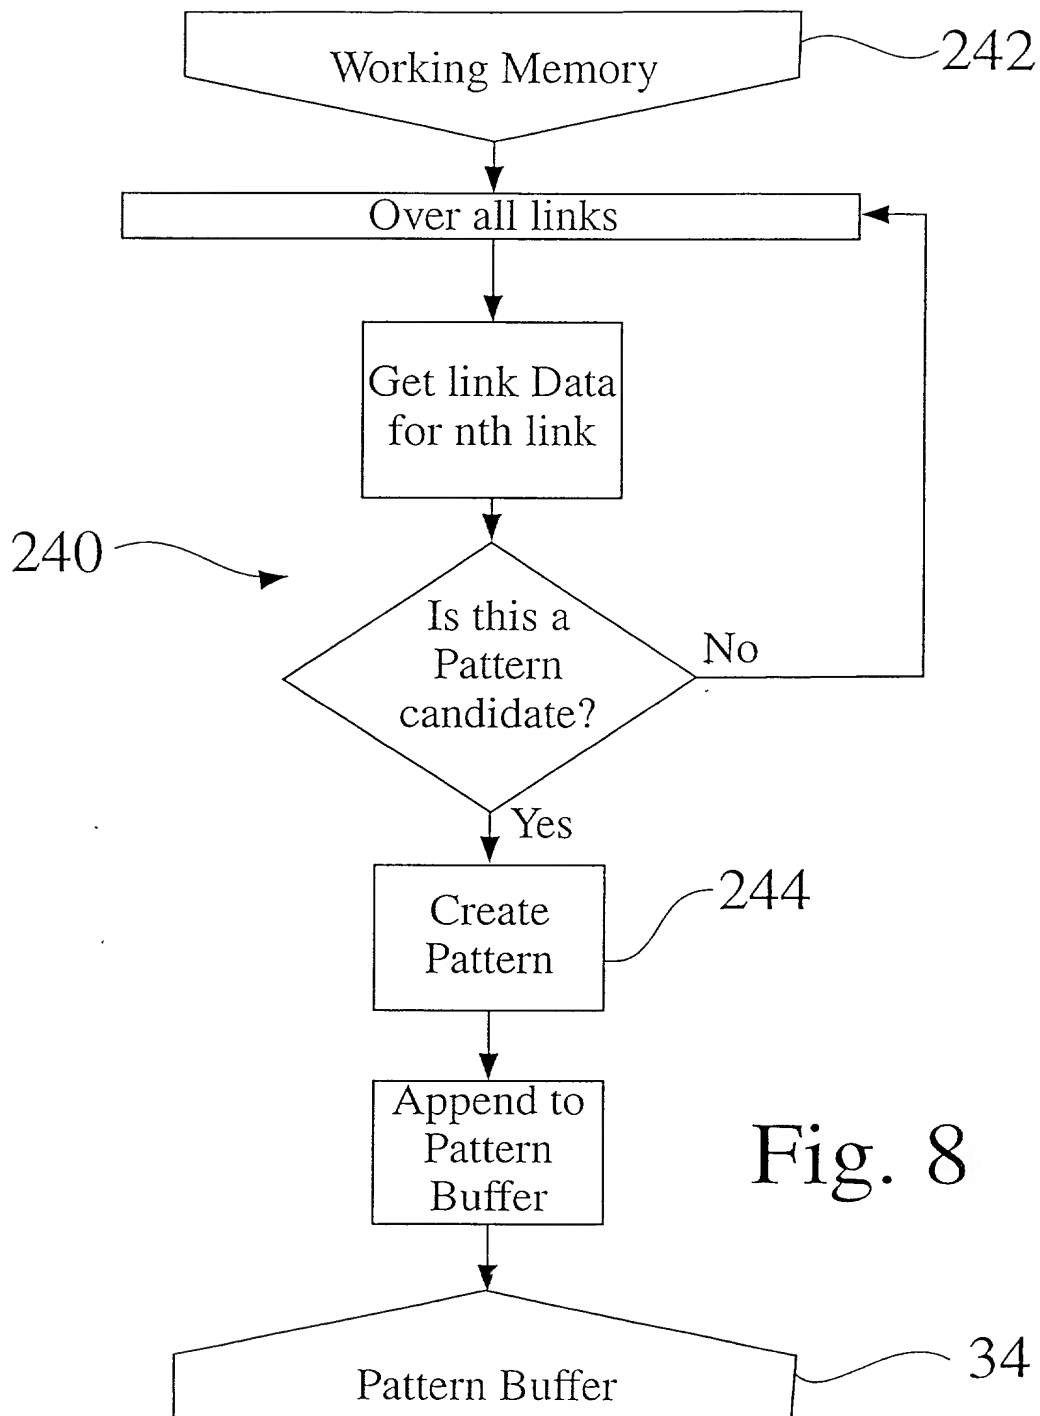 Working Memory
242
Over all links
Get link Data
for nth link
240
Is this a
Pattern
candidate?
No
Yes
Create
Pattern
244
Append to
Pattern
Buffer
Fig. 8
Pattern Buffer
34